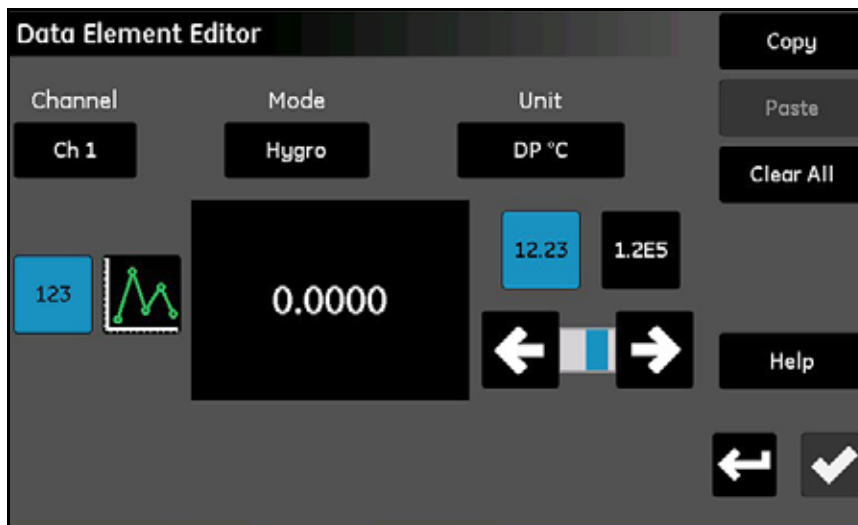 Data Element Editor
Copy
Channel
Mode
Unit
Paste
Ch 1
Hygro
DP °C
Clear All
12.23
1.2E5
123
0.0000
Help